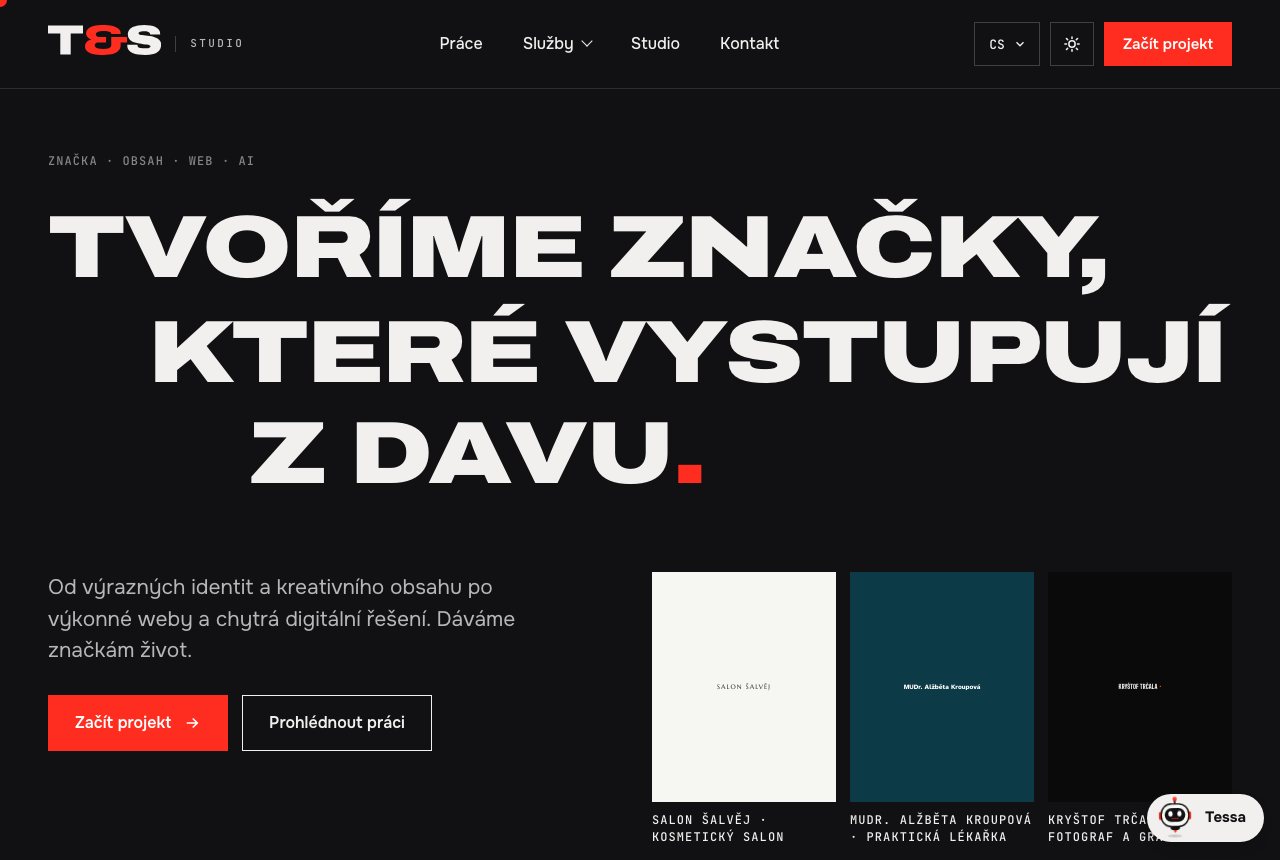 T&S STUDIO
Práce
Služby
Studio
Kontakt
CS
Začít projekt
ZNAČKA · OBSAH · WEB · AI
TVOŘÍME ZNAČKY,
KTERÉ VYSTUPUJÍ
Z DAVU.
Od výrazných identit a kreativního obsahu po
výkonné weby a chytrá digitální řešení. Dáváme
značkám život.
Začít projekt →
Prohlédnout práci
SALON ŠALVĚJ
MUDr. Alžběta Kroupová
KRYŠTOF TRČALA
SALON ŠALVĚJ ·
KOSMETICKÝ SALON
MUDR. ALŽBĚTA KROUPOVÁ
· PRAKTICKÁ LÉKAŘKA
KRYŠTOF
FOTOGRAF A
Tessa